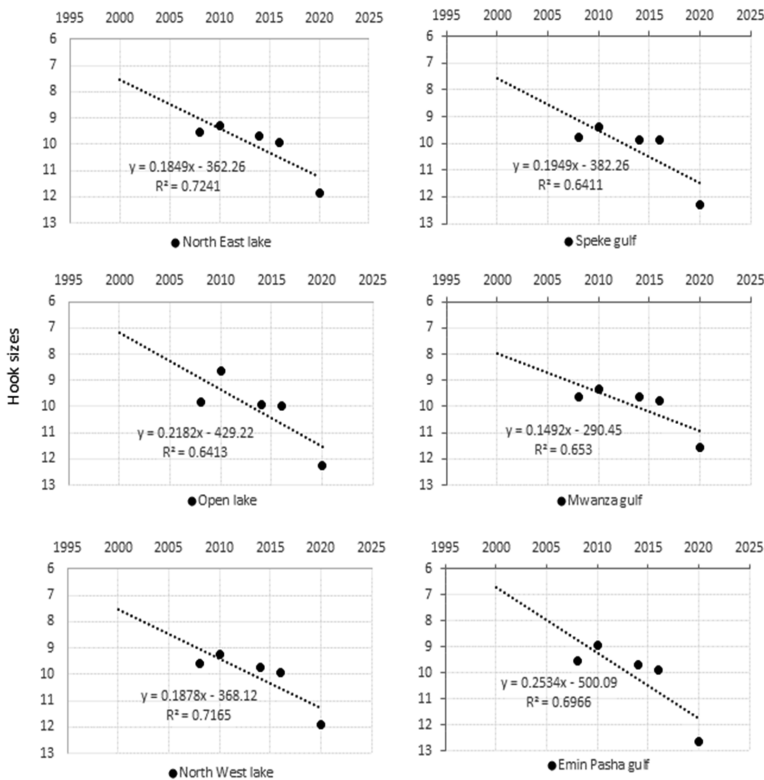 1995 2000 2005 2010 2015 2020 2025
6
7
8
9
10
11
12
13
y = 0.1849x - 362.26
R² = 0.7241
North East lake
1995 2000 2005 2010 2015 2020 2025
6
7
8
9
10
11
12
13
y = 0.1949x - 382.26
R² = 0.6411
Speke gulf
Hook sizes
1995 2000 2005 2010 2015 2020 2025
6
7
8
9
10
11
12
13
y = 0.2182x - 429.22
R² = 0.6413
Open lake
1995 2000 2005 2010 2015 2020 2025
6
7
8
9
10
11
12
13
y = 0.1492x - 290.45
R² = 0.653
Mwanza gulf
1995 2000 2005 2010 2015 2020 2025
6
7
8
9
10
11
12
13
y = 0.1878x - 368.12
R² = 0.7165
North West lake
1995 2000 2005 2010 2015 2020 2025
6
7
8
9
10
11
12
13
y = 0.2534x - 500.09
R² = 0.6966
Emin Pasha gulf